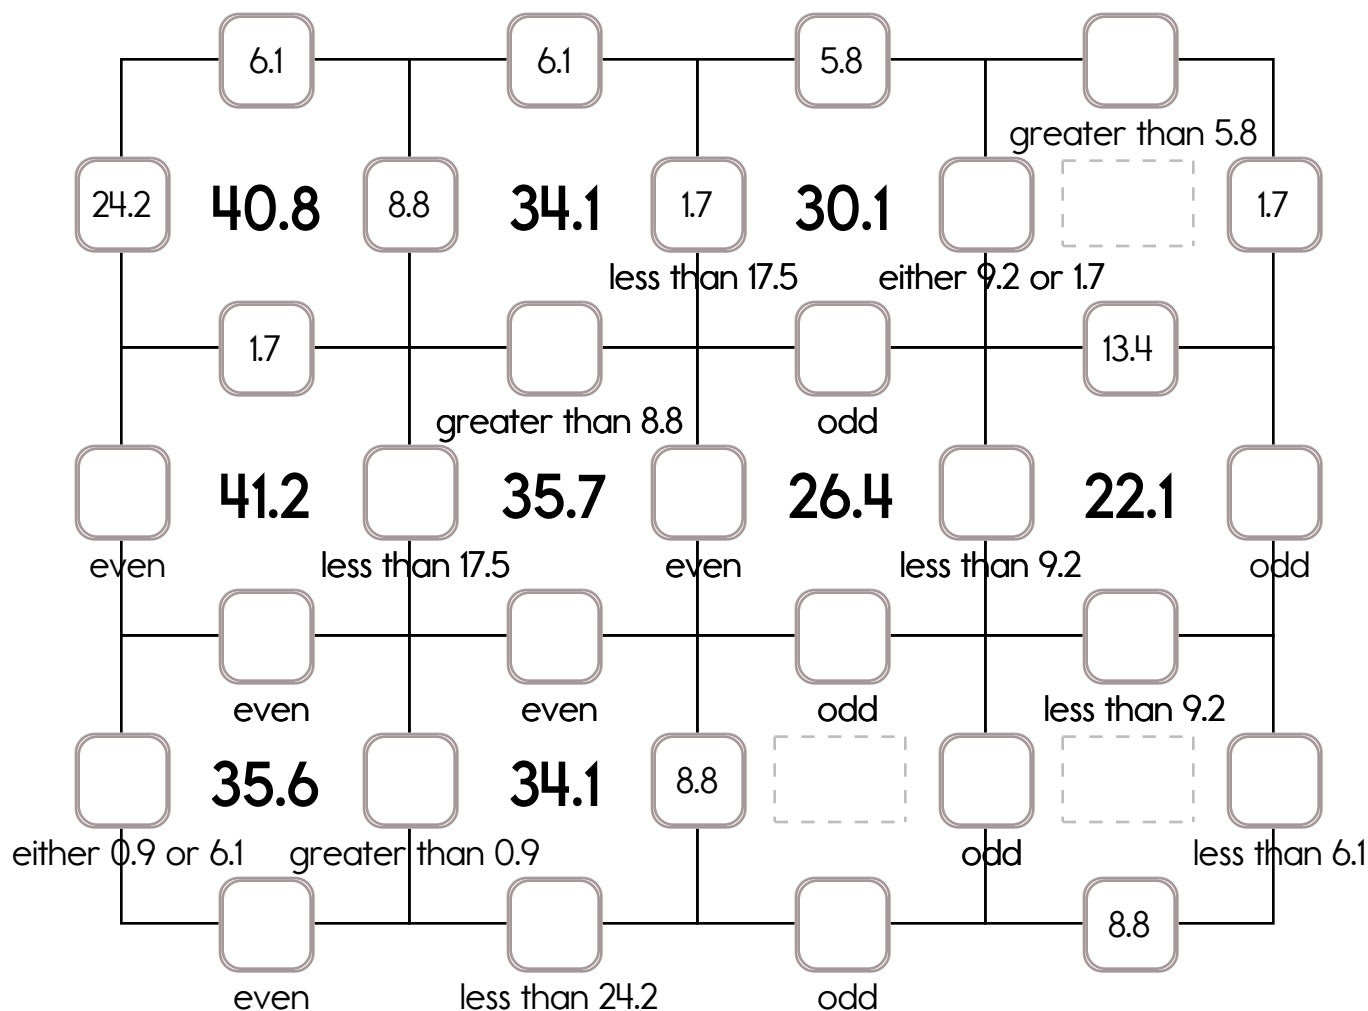 6.1 6.1 5.8
greater than 5.8
24.2 40.8 8.8 34.1 1.7 30.1 1.7
less than 17.5 either 9.2 or 1.7
1.7 13.4
greater than 8.8 odd
41.2 35.7 26.4 22.1
even less than 17.5 even less than 9.2 odd
even even odd less than 9.2
35.6 34.1 8.8
either 0.9 or 6.1 greater than 0.9 odd less than 6.1
8.8
even less than 24.2 odd